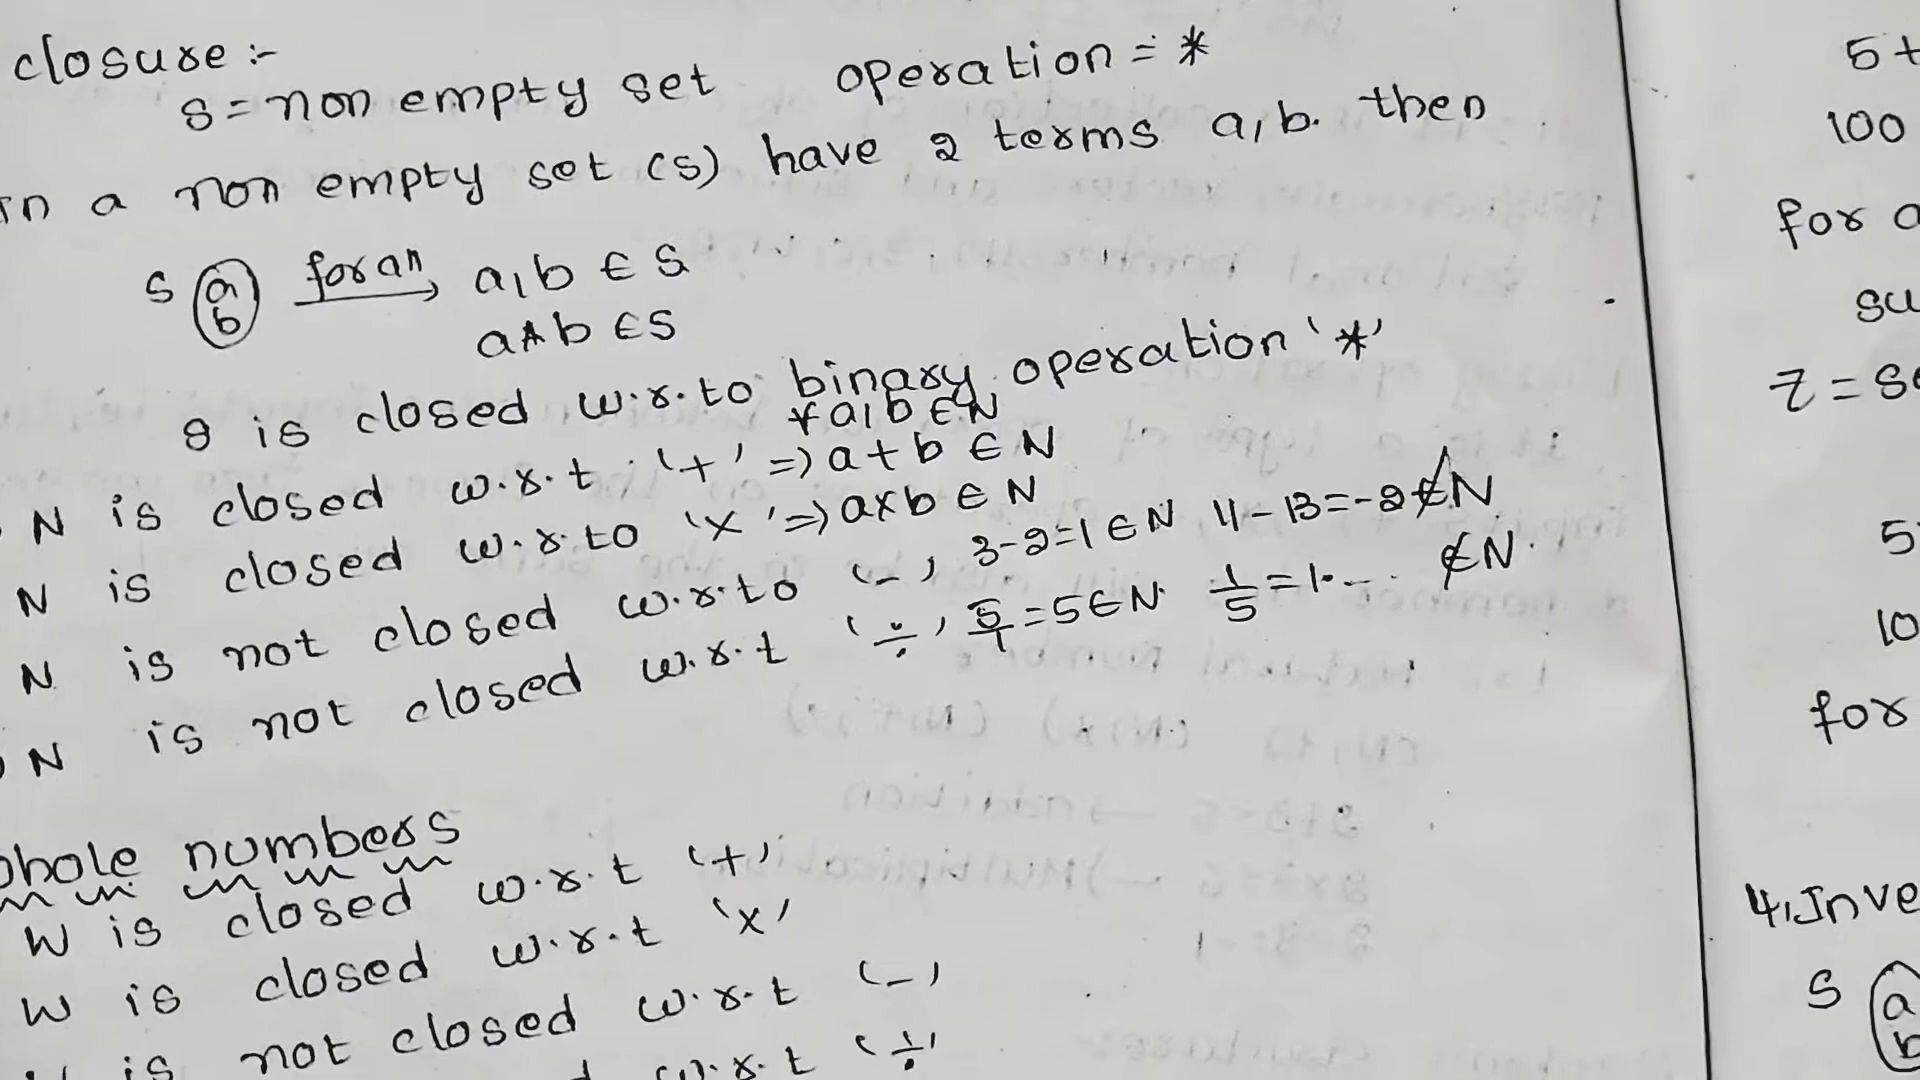 closure :-
S = non empty set operation = *
In a non empty set (S) have 2 terms a, b. then
S a b for an → a, b ∈ S
a * b ∈ S
S is closed w.r.to binary operation '*'
∀ a, b ∈ N
N is closed w.r.t '+' => a + b ∈ N
N is closed w.r.to 'x' => a x b ∈ N
N is not closed w.r.to '-' 3-2=1 ∈ N 11-13=-2 ∉ N
N is not closed w.r.t '÷' 5/1 = 5 ∈ N. 1/5 = 1.... ∉ N.
whole numbers
W is closed w.r.t '+'
W is closed w.r.t 'x'
is not closed w.r.t '-'
w.r.t '÷'
5+
100
for a
su
Z = Se
5
10
for
4. Inve
S a b